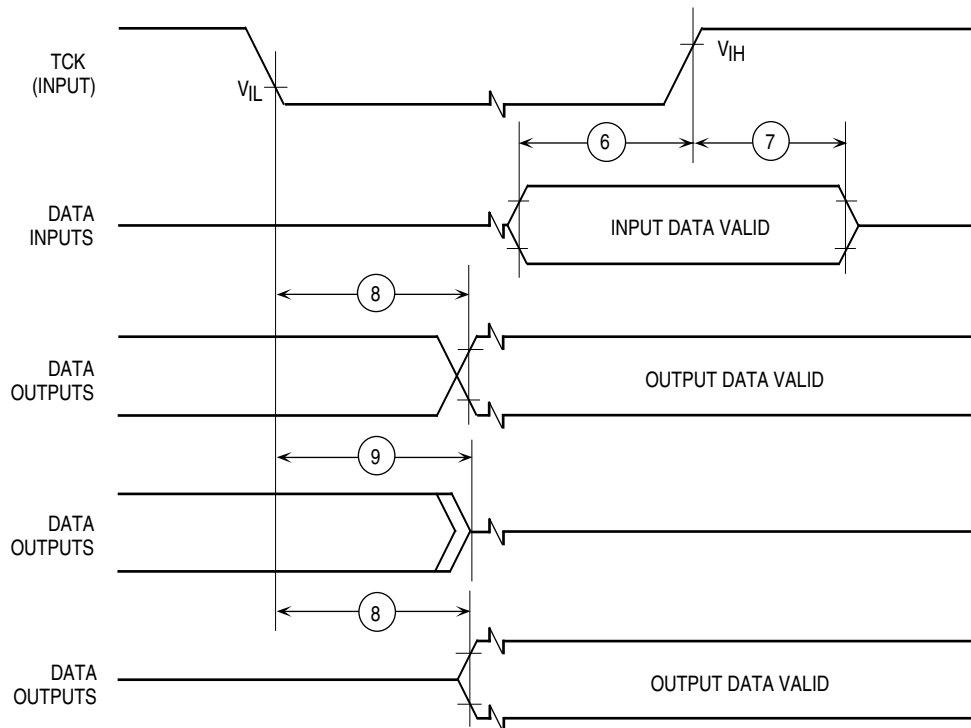 TCK
(INPUT)
VIL
VIH
6
7
DATA
INPUTS
INPUT DATA VALID
8
DATA
OUTPUTS
OUTPUT DATA VALID
9
DATA
OUTPUTS
8
DATA
OUTPUTS
OUTPUT DATA VALID